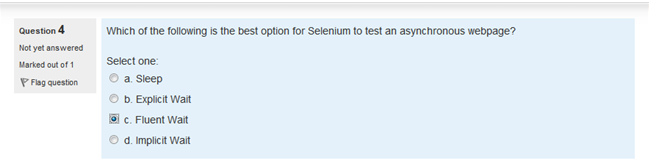 Question 4
Not yet answered
Marked out of 1
Flag question
Which of the following is the best option for Selenium to test an asynchronous webpage?
Select one:
a. Sleep
b. Explicit Wait
c. Fluent Wait
d. Implicit Wait